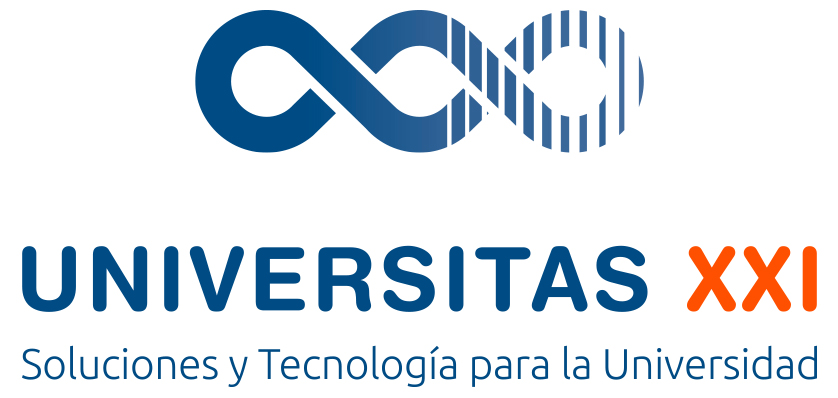 UNIVERSITAS XXI
Soluciones y Tecnología para la Universidad